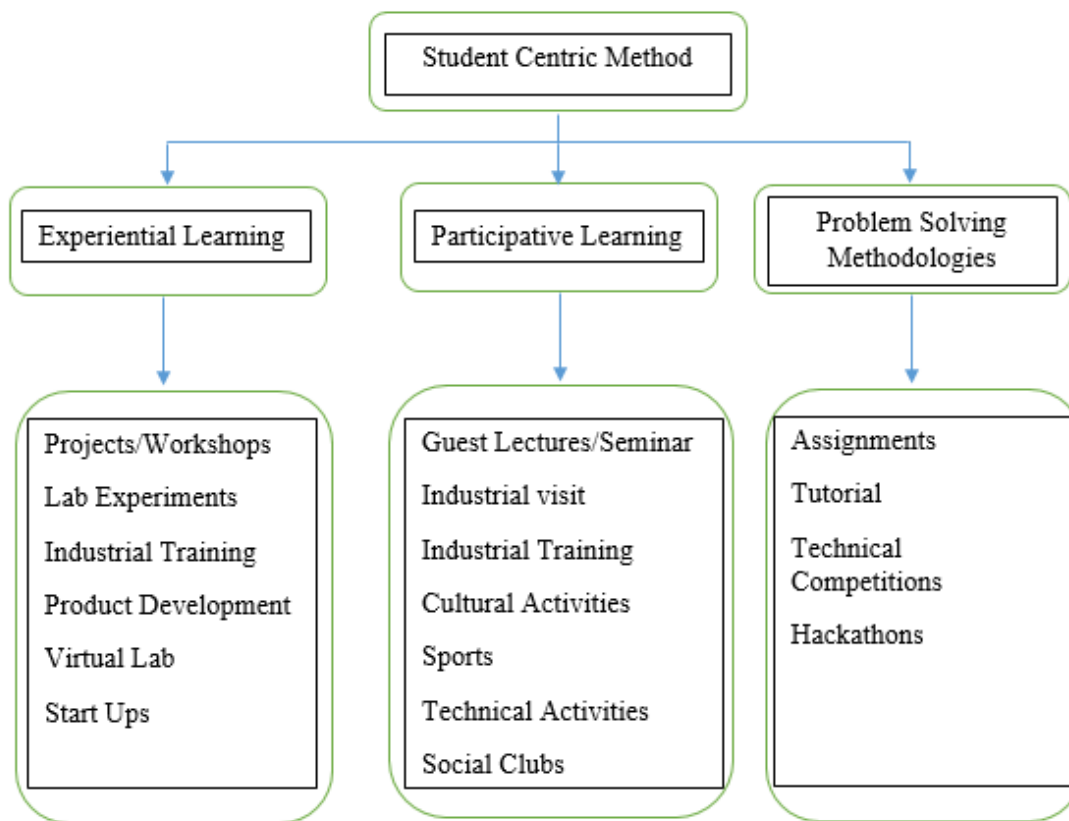 Student Centric Method
Experiential Learning
Participative Learning
Problem Solving
Methodologies
Projects/Workshops
Lab Experiments
Industrial Training
Product Development
Virtual Lab
Start Ups
Guest Lectures/Seminar
Industrial visit
Industrial Training
Cultural Activities
Sports
Technical Activities
Social Clubs
Assignments
Tutorial
Technical
Competitions
Hackathons